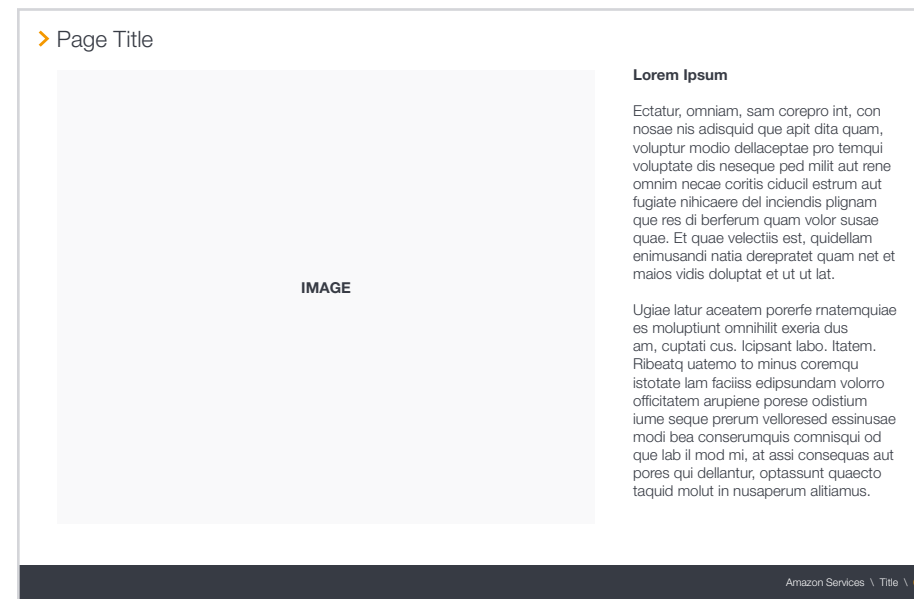 Page Title
IMAGE
Lorem Ipsum
Ectatur, omniam, sam corepro int, con
nosae nis adisquid que apit dita quam,
voluptur modio dellaceptae pro temqui
voluptate dis neseque ped milit aut rene
omnim necae coritis ciducil estrum aut
fugiate nihicaere del inciendis plignam
que res di berferum quam volor susae
quae. Et quae velectiis est, quidellam
enimusandi natia derepratet quam net et
maios vidis doluptat et ut ut lat.
Ugiae latur aceatem porerfe rnatemquiae
es moluptiunt omnihilit exeria dus
am, cuptati cus. Icipsant labo. Itatem.
Ribeatq uatemo to minus coremqu
istotate lam faciiss edipsundam volorro
officitatem arupiene porese odistium
iume seque prerum velloresed essinusae
modi bea conserumquis comnisqui od
que lab il mod mi, at assi consequas aut
pores qui dellantur, optassunt quaecto
taquid molut in nusaperum alitiamus.
Amazon Services \ Title \